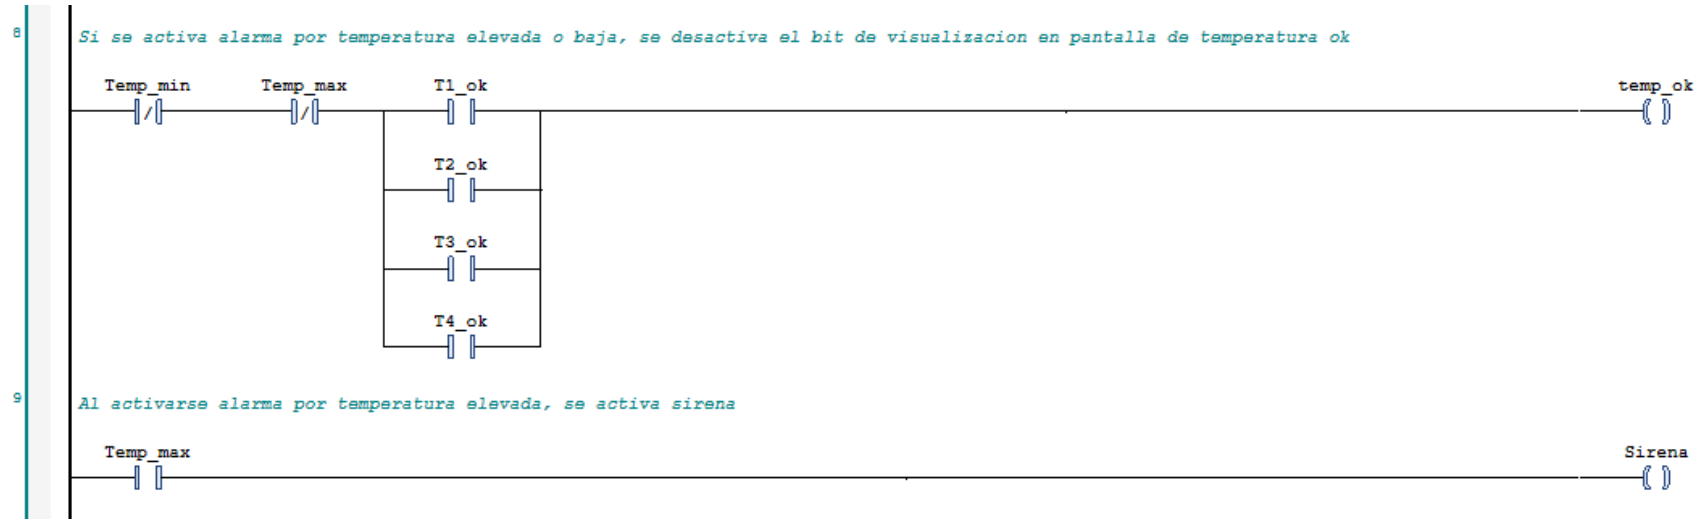 8
Si se activa alarma por temperatura elevada o baja, se desactiva el bit de visualizacion en pantalla de temperatura ok
Temp_min Temp_max T1_ok temp_ok
T2_ok
T3_ok
T4_ok
9
Al activarse alarma por temperatura elevada, se activa sirena
Temp_max Sirena